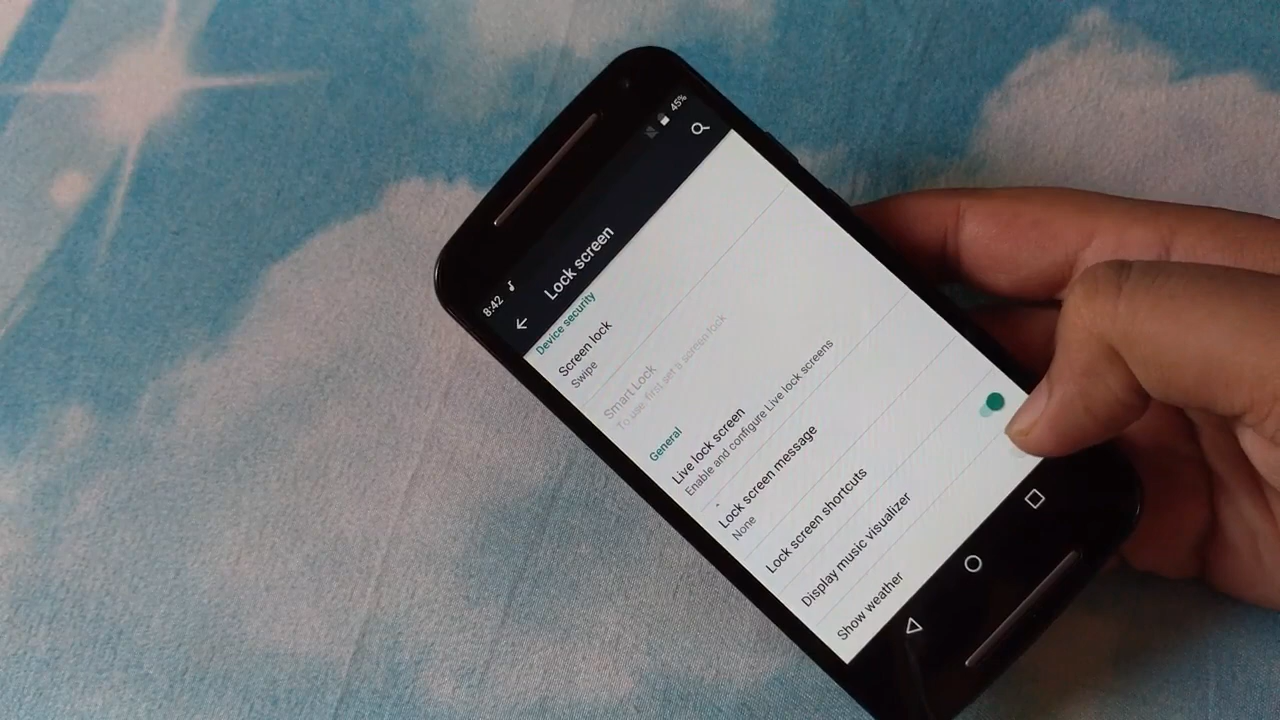 8:42
45%
Lock screen
Device security
Screen lock
Swipe
Smart Lock
To use, first set a screen lock
General
Live lock screen
Enable and configure Live lock screens
Lock screen message
None
Lock screen shortcuts
Display music visualizer
Show weather